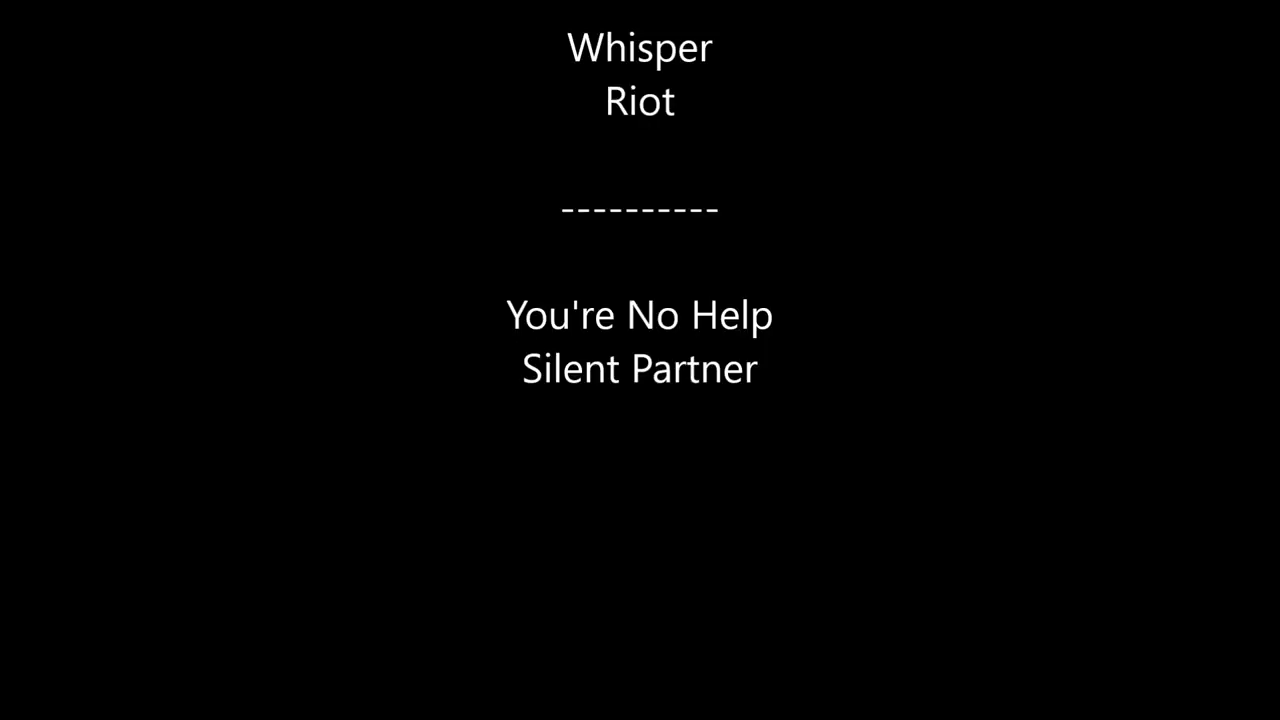 Whisper
Riot
----------
You're No Help
Silent Partner